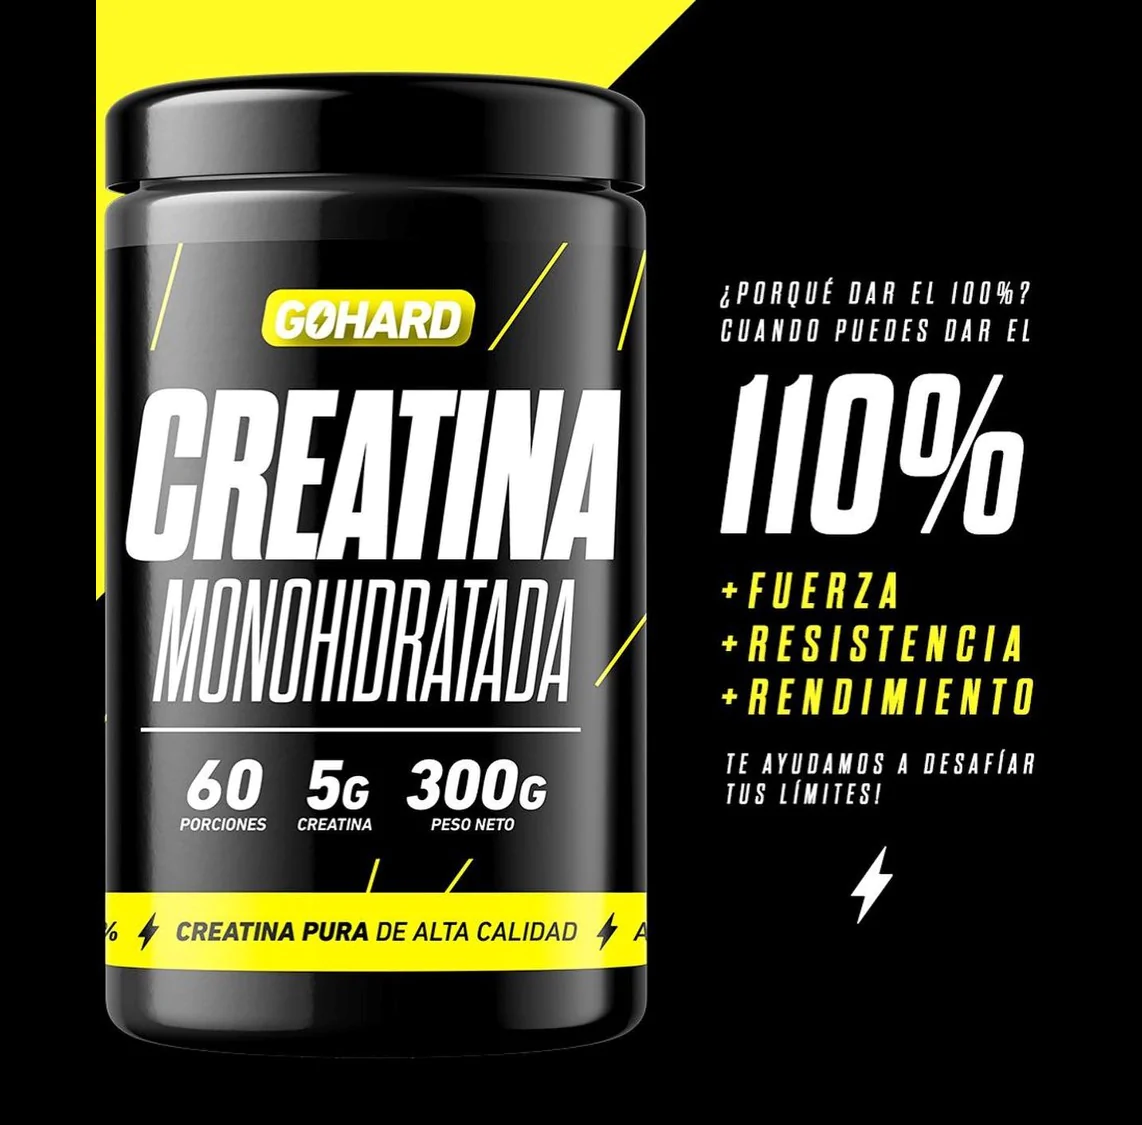 GOHARD
CREATINA
MONOHIDRATADA
60 5G 300G
PORCIONES CREATINA PESO NETO
% CREATINA PURA DE ALTA CALIDAD A
¿PORQUÉ DAR EL 100%?
CUANDO PUEDES DAR EL
110%
+FUERZA
+RESISTENCIA
+RENDIMIENTO
TE AYUDAMOS A DESAFÍAR
TUS LÍMITES!